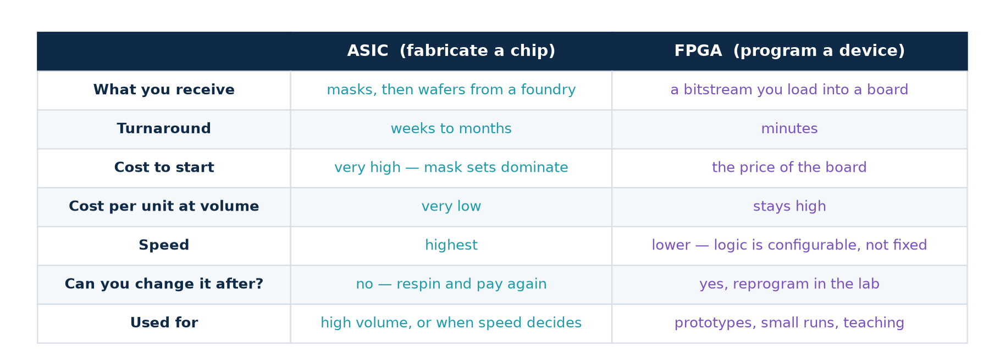 ASIC  (fabricate a chip) FPGA  (program a device)
What you receive masks, then wafers from a foundry a bitstream you load into a board
Turnaround weeks to months minutes
Cost to start very high — mask sets dominate the price of the board
Cost per unit at volume very low stays high
Speed highest lower — logic is configurable, not fixed
Can you change it after? no — respin and pay again yes, reprogram in the lab
Used for high volume, or when speed decides prototypes, small runs, teaching